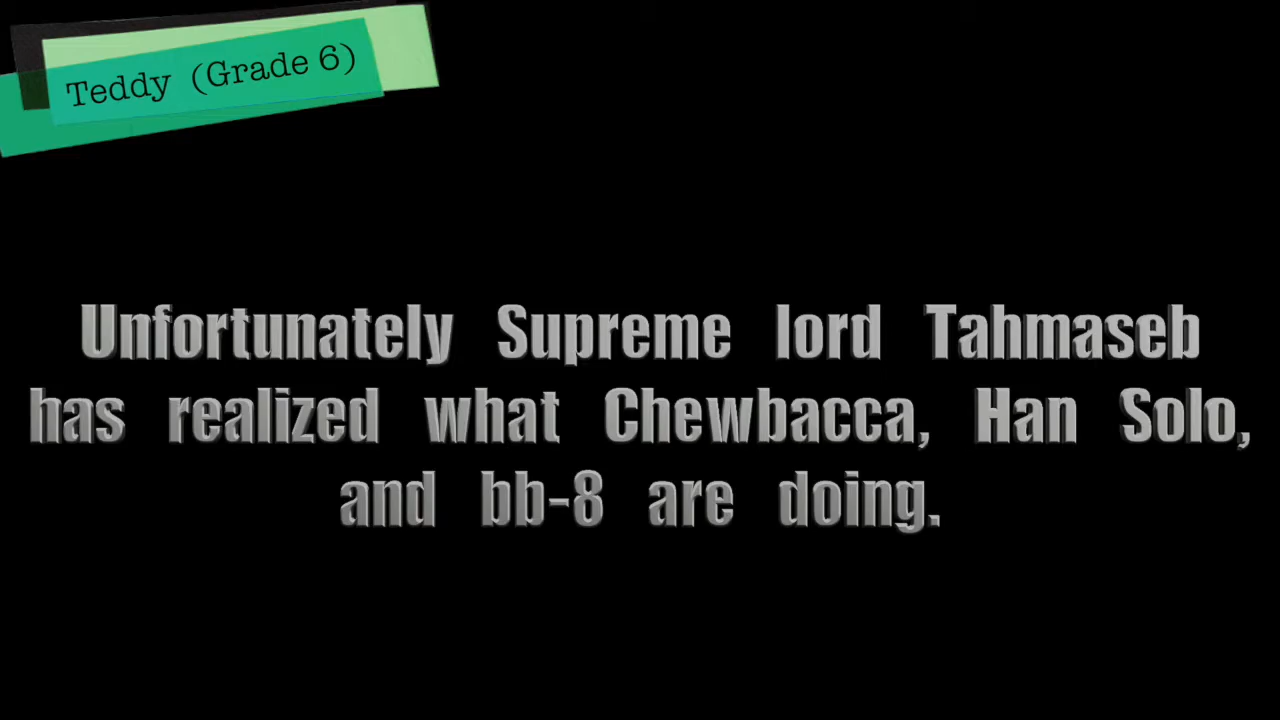 Teddy (Grade 6)
Unfortunately Supreme lord Tahmaseb
has realized what Chewbacca, Han Solo,
and bb-8 are doing.